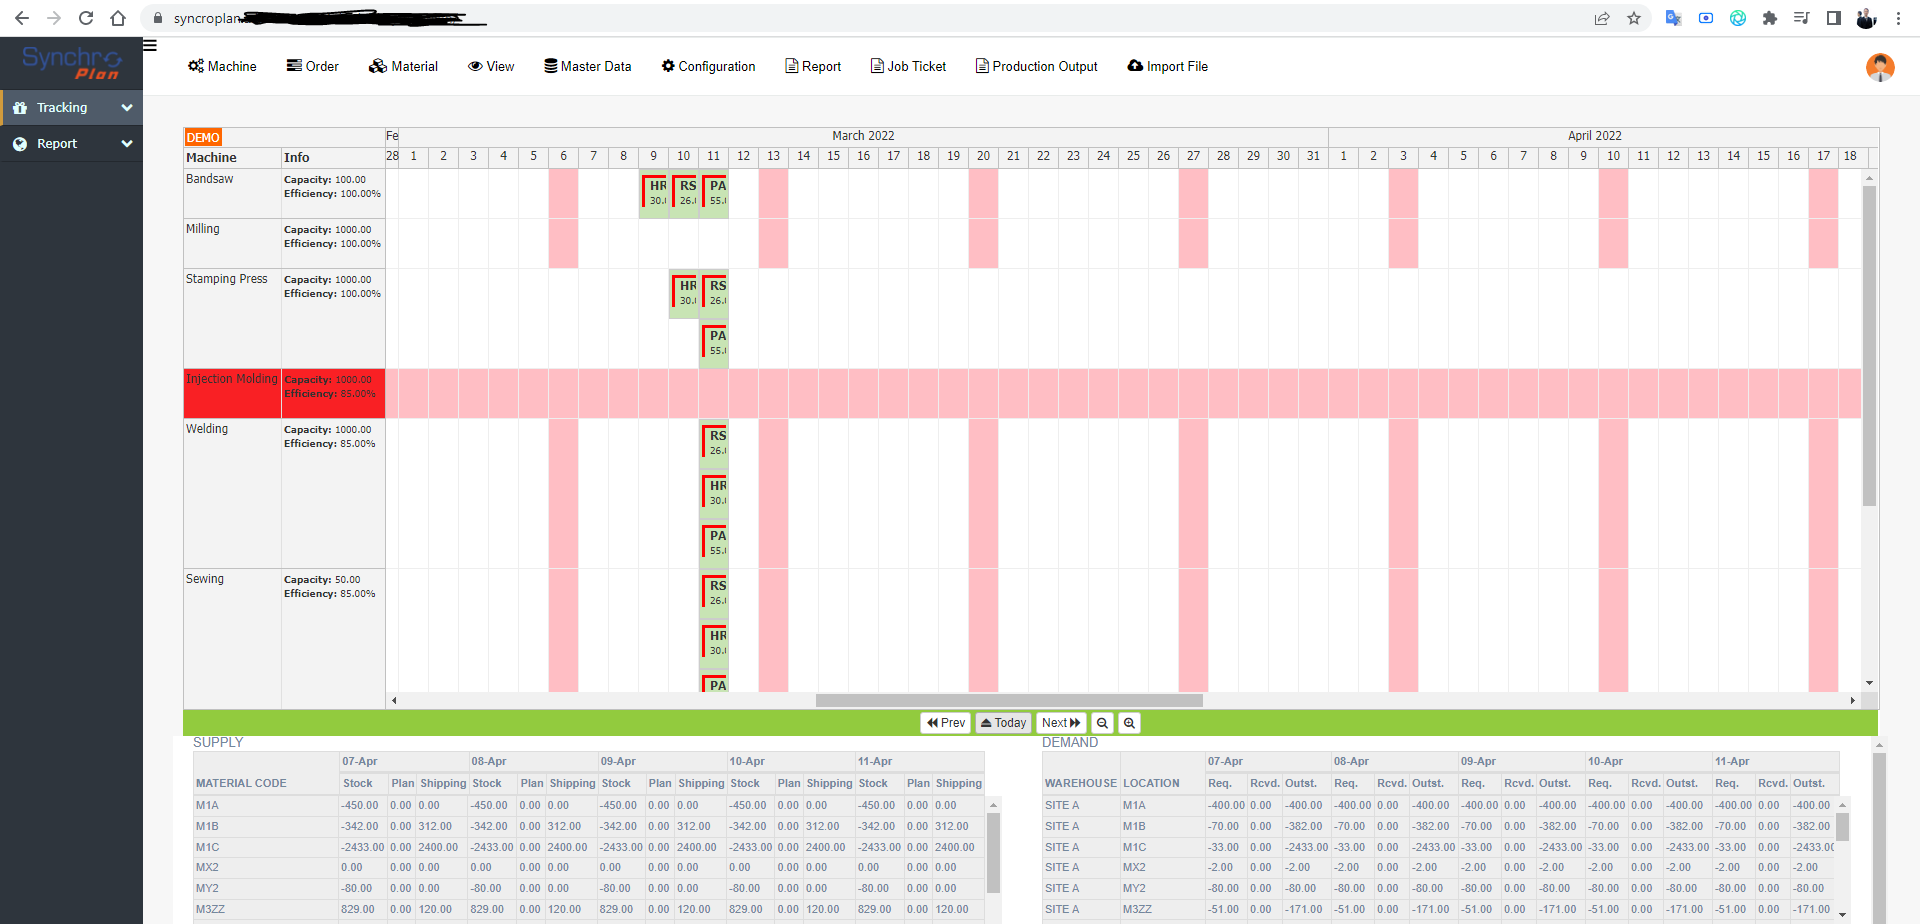 syncroplan
Synchro
Plan
Tracking
Report
Machine Order Material View Master Data Configuration Report Job Ticket Production Output Import File
DEMO Fe March 2022 April 2022
Machine Info 28 1 2 3 4 5 6 7 8 9 10 11 12 13 14 15 16 17 18 19 20 21 22 23 24 25 26 27 28 29 30 31 1 2 3 4 5 6 7 8 9 10 11 12 13 14 15 16 17 18
Bandsaw Capacity: 100.00 HR RS PA
Efficiency: 100.00% 30. 26. 55.
Milling Capacity: 1000.00
Efficiency: 100.00%
Stamping Press Capacity: 1000.00 HR RS
Efficiency: 100.00% 30. 26.
PA
55.
Injection Molding Capacity: 1000.00
Efficiency: 85.00%
Welding Capacity: 1000.00 RS
Efficiency: 85.00% 26.
HR
30.
PA
55.
Sewing Capacity: 50.00 RS
Efficiency: 85.00% 26.
HR
30.
PA
Prev Today Next
SUPPLY
07-Apr 08-Apr 09-Apr 10-Apr 11-Apr
MATERIAL CODE Stock Plan Shipping Stock Plan Shipping Stock Plan Shipping Stock Plan Shipping Stock Plan Shipping
M1A -450.00 0.00 0.00 -450.00 0.00 0.00 -450.00 0.00 0.00 -450.00 0.00 0.00 -450.00 0.00 0.00
M1B -342.00 0.00 312.00 -342.00 0.00 312.00 -342.00 0.00 312.00 -342.00 0.00 312.00 -342.00 0.00 312.00
M1C -2433.00 0.00 2400.00 -2433.00 0.00 2400.00 -2433.00 0.00 2400.00 -2433.00 0.00 2400.00 -2433.00 0.00 2400.00
MX2 0.00 0.00 0.00 0.00 0.00 0.00 0.00 0.00 0.00 0.00 0.00 0.00 0.00 0.00 0.00
MY2 -80.00 0.00 0.00 -80.00 0.00 0.00 -80.00 0.00 0.00 -80.00 0.00 0.00 -80.00 0.00 0.00
M3ZZ 829.00 0.00 120.00 829.00 0.00 120.00 829.00 0.00 120.00 829.00 0.00 120.00 829.00 0.00 120.00
DEMAND
07-Apr 08-Apr 09-Apr 10-Apr 11-Apr
WAREHOUSE LOCATION Req. Rcvd. Outst. Req. Rcvd. Outst. Req. Rcvd. Outst. Req. Rcvd. Outst. Req. Rcvd. Outst.
SITE A M1A -400.00 0.00 -400.00 -400.00 0.00 -400.00 -400.00 0.00 -400.00 -400.00 0.00 -400.00 -400.00 0.00 -400.00
SITE A M1B -70.00 0.00 -382.00 -70.00 0.00 -382.00 -70.00 0.00 -382.00 -70.00 0.00 -382.00 -70.00 0.00 -382.00
SITE A M1C -33.00 0.00 -2433.00 -33.00 0.00 -2433.00 -33.00 0.00 -2433.00 -33.00 0.00 -2433.00 -33.00 0.00 -2433.00
SITE A MX2 -2.00 0.00 -2.00 -2.00 0.00 -2.00 -2.00 0.00 -2.00 -2.00 0.00 -2.00 -2.00 0.00 -2.00
SITE A MY2 -80.00 0.00 -80.00 -80.00 0.00 -80.00 -80.00 0.00 -80.00 -80.00 0.00 -80.00 -80.00 0.00 -80.00
SITE A M3ZZ -51.00 0.00 -171.00 -51.00 0.00 -171.00 -51.00 0.00 -171.00 -51.00 0.00 -171.00 -51.00 0.00 -171.00